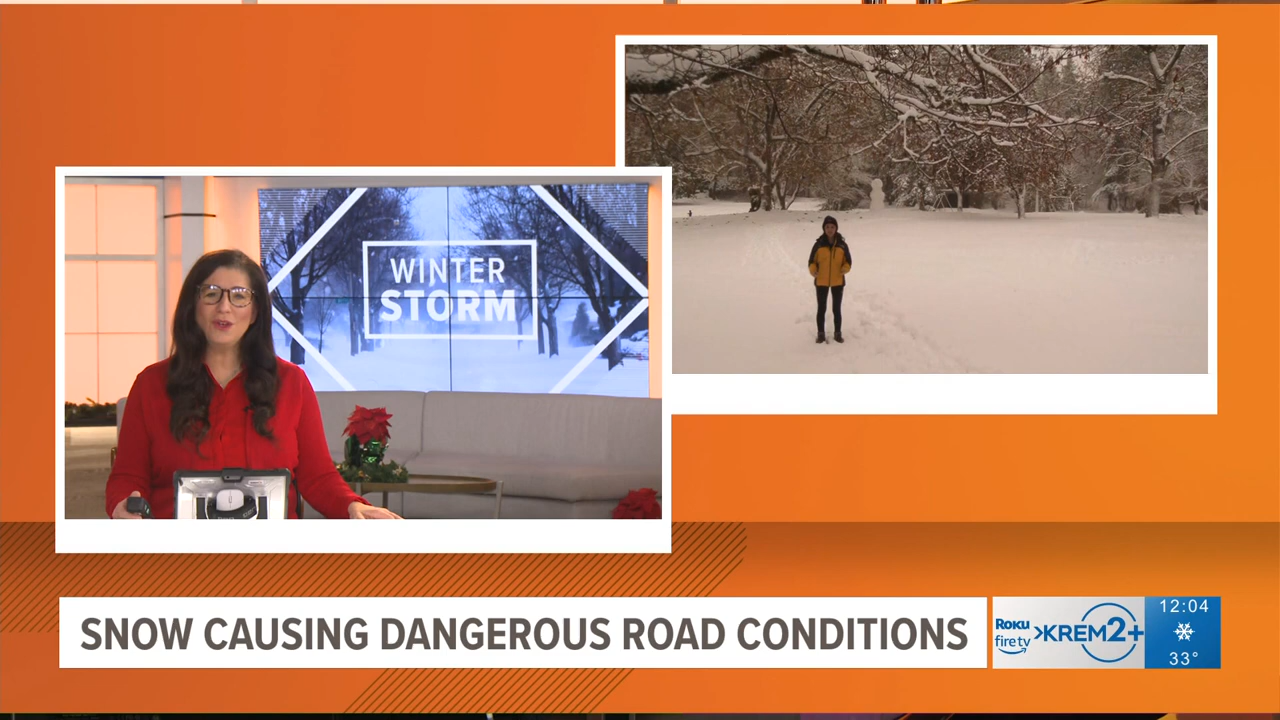 WINTER
STORM
SNOW CAUSING DANGEROUS ROAD CONDITIONS
Roku
fire tv
KREM2+
12:04
33°